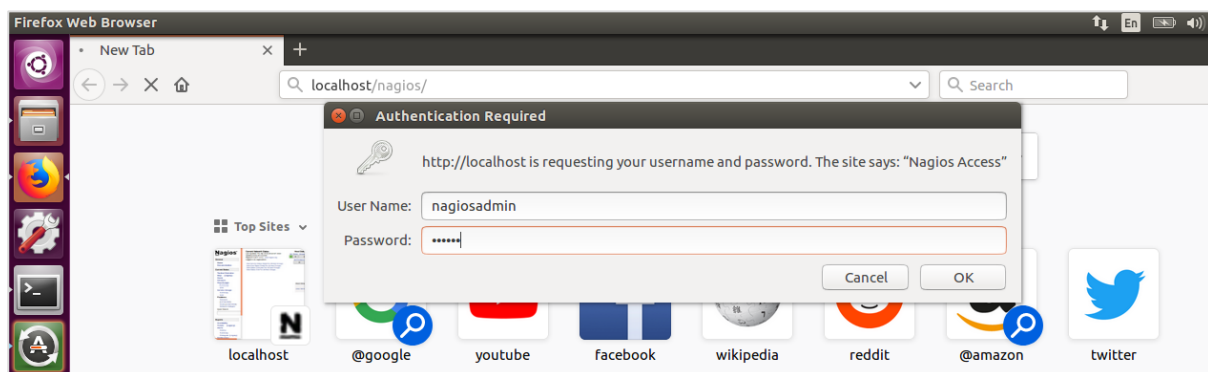 Firefox Web Browser
En
New Tab
localhost/nagios/
Search
Authentication Required
http://localhost is requesting your username and password. The site says: “Nagios Access”
User Name: nagiosadmin
Password: ••••••
Cancel OK
Top Sites
Nagios
N
localhost @google youtube facebook wikipedia reddit @amazon twitter